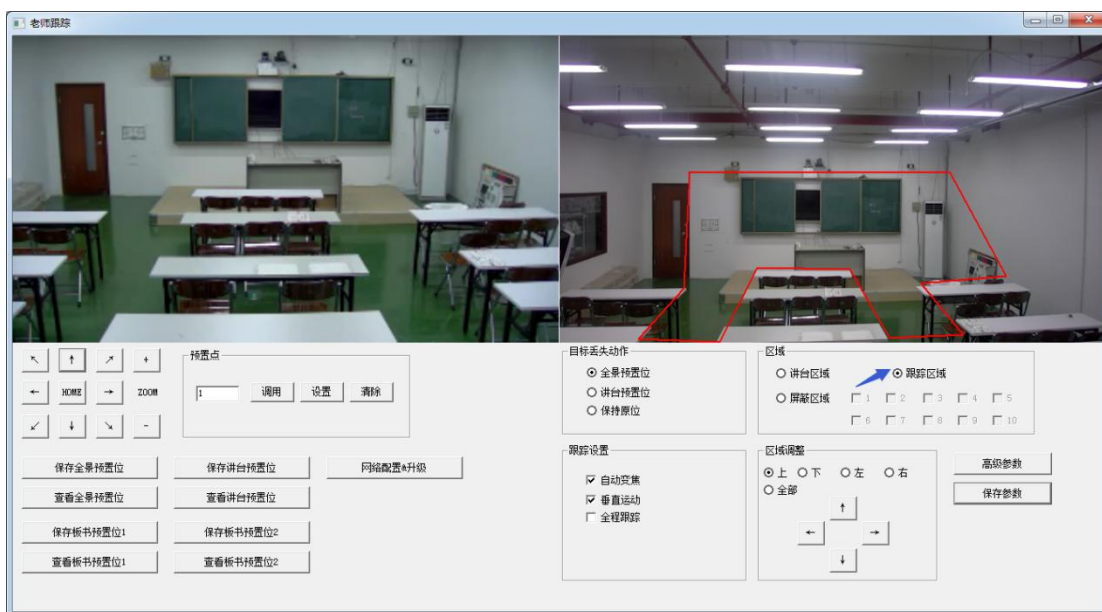 老师跟踪
预置点
1
调用 设置 清除
HOME ZOOM
+
-
保存全景预置位 保存讲台预置位 网络配置&升级
查看全景预置位 查看讲台预置位
保存板书预置位1 保存板书预置位2
查看板书预置位1 查看板书预置位2
目标丢失动作
全景预置位
讲台预置位
保持原位
区域
讲台区域 跟踪区域
屏蔽区域 1 2 3 4 5
6 7 8 9 10
跟踪设置
自动变焦
垂直运动
全程跟踪
区域调整
上 下 左 右
全部
高级参数
保存参数